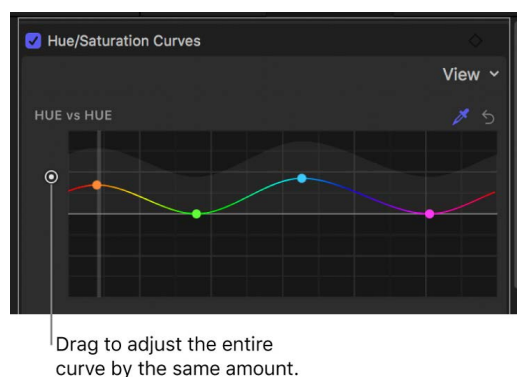 Hue/Saturation Curves
View
HUE vs HUE
Drag to adjust the entire
curve by the same amount.